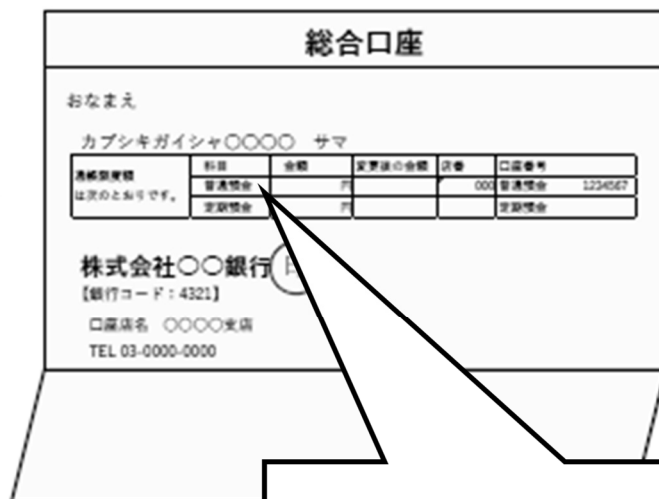 総合口座
おなまえ
カブシキガイシャ〇〇〇〇 サマ
科目 金額 変更後の金額 店番 口座番号
は次のとおりです。
普通預金 円 000 普通預金 1234567
定期預金 円 定期預金
株式会社〇〇銀行
【銀行コード：4321】
口座店名 〇〇〇〇支店
TEL 03-0000-0000